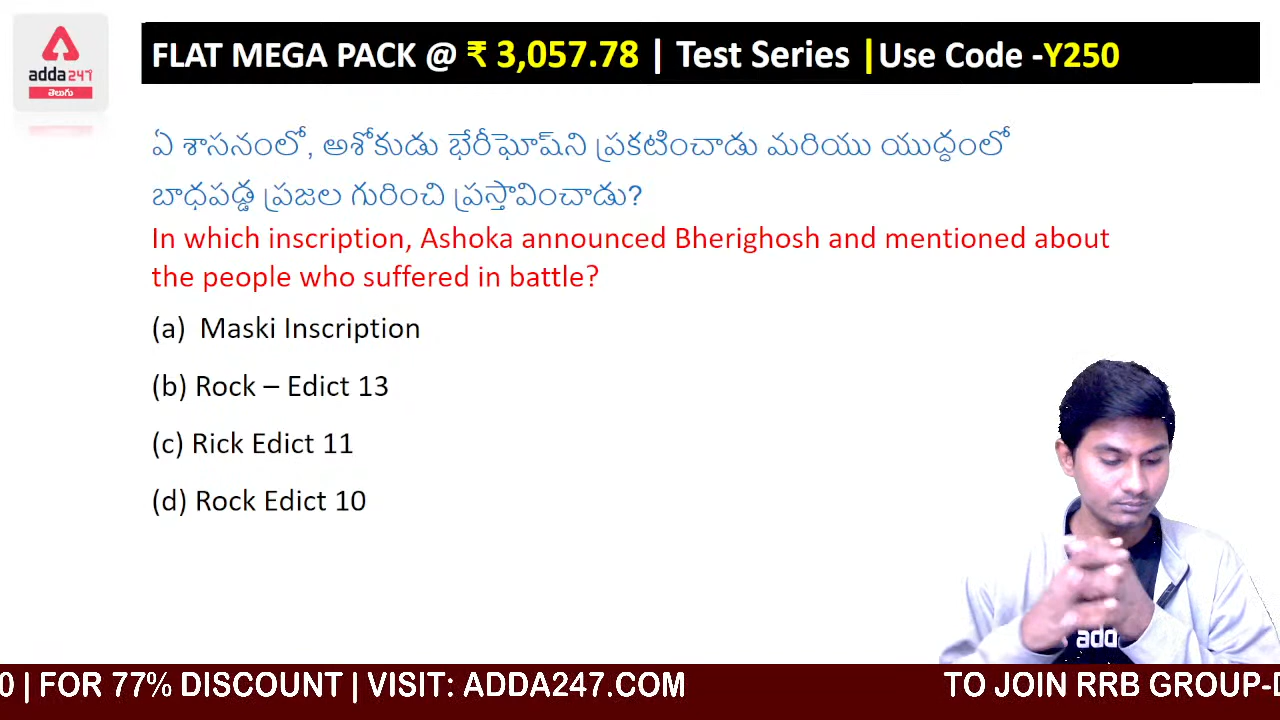 FLAT MEGA PACK @ ₹ 3,057.78 | Test Series |Use Code -Y250
adda247
తెలుగు
ఏ శాసనంలో, అశోకుడు భేరీఘోష్‌ని ప్రకటించాడు మరియు యుద్ధంలో
బాధపడ్డ ప్రజల గురించి ప్రస్తావించాడు?
In which inscription, Ashoka announced Bherighosh and mentioned about
the people who suffered in battle?
(a) Maski Inscription
(b) Rock – Edict 13
(c) Rick Edict 11
(d) Rock Edict 10
add
0 | FOR 77% DISCOUNT | VISIT: ADDA247.COM TO JOIN RRB GROUP-D